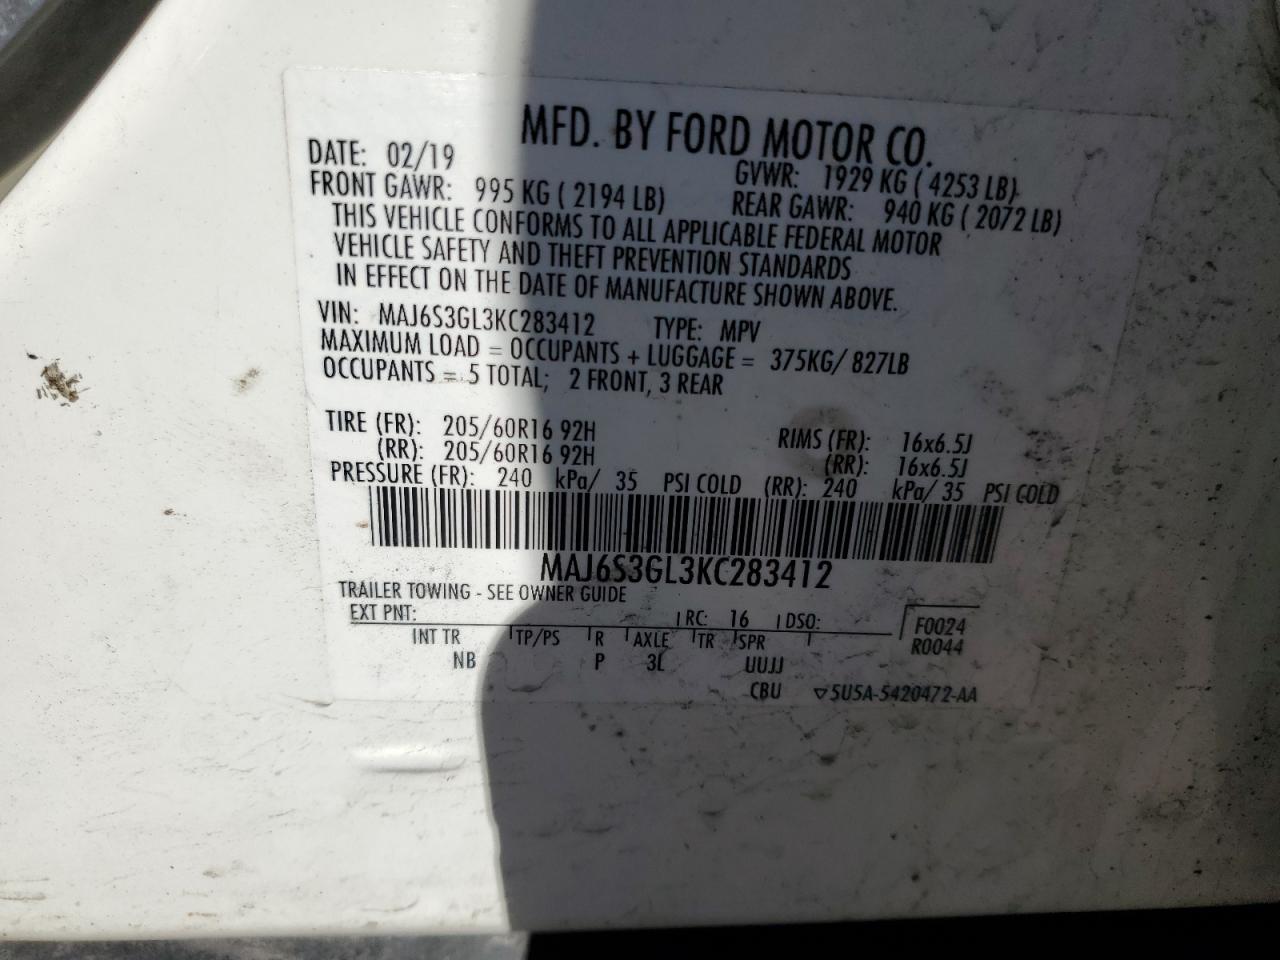 MFD. BY FORD MOTOR CO.
DATE: 02/19 GVWR: 1929 KG ( 4253 LB)
FRONT GAWR: 995 KG ( 2194 LB) REAR GAWR: 940 KG ( 2072 LB)
THIS VEHICLE CONFORMS TO ALL APPLICABLE FEDERAL MOTOR
VEHICLE SAFETY AND THEFT PREVENTION STANDARDS
IN EFFECT ON THE DATE OF MANUFACTURE SHOWN ABOVE.
VIN: MAJ6S3GL3KC283412 TYPE: MPV
MAXIMUM LOAD = OCCUPANTS + LUGGAGE = 375KG/ 827LB
OCCUPANTS = 5 TOTAL; 2 FRONT, 3 REAR
TIRE (FR): 205/60R16 92H RIMS (FR): 16x6.5J
(RR): 205/60R16 92H (RR): 16x6.5J
PRESSURE (FR): 240 kPa/ 35 PSI COLD (RR): 240 kPa/ 35 PSI COLD
MAJ6S3GL3KC283412
TRAILER TOWING - SEE OWNER GUIDE
EXT PNT: RC: 16 DSO: F0024
INT TR TP/PS R AXLE TR SPR R0044
NB P 3L UUJJ
CBU 5U5A-5420472-AA